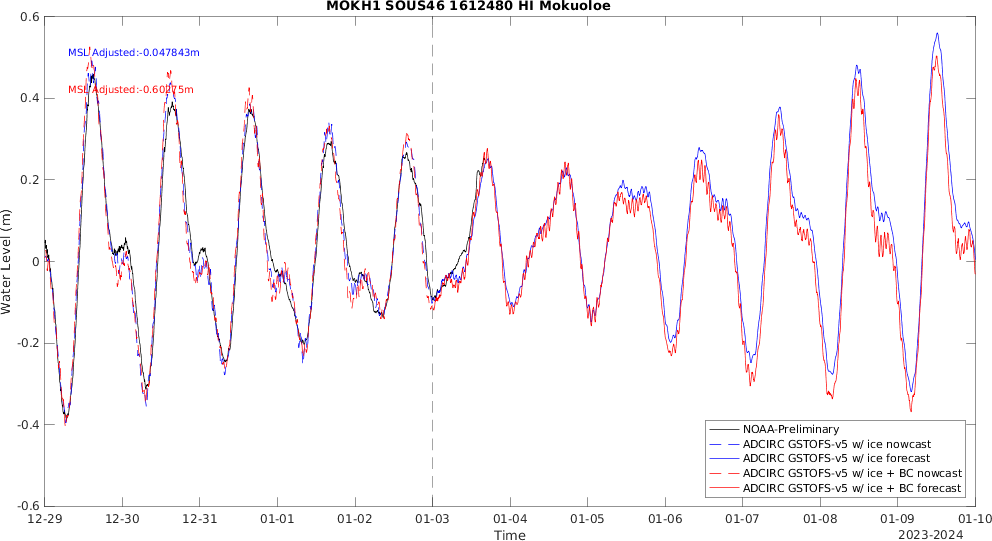 MOKH1 SOUS46 1612480 HI Mokuoloe
MSL Adjusted:-0.047843m
MSL Adjusted:-0.60275m
Water Level (m)
0.6
0.4
0.2
0
-0.2
-0.4
-0.6
NOAA-Preliminary
ADCIRC GSTOFS-v5 w/ ice nowcast
ADCIRC GSTOFS-v5 w/ ice forecast
ADCIRC GSTOFS-v5 w/ ice + BC nowcast
ADCIRC GSTOFS-v5 w/ ice + BC forecast
12-29 12-30 12-31 01-01 01-02 01-03 01-04 01-05 01-06 01-07 01-08 01-09 01-10
Time
2023-2024